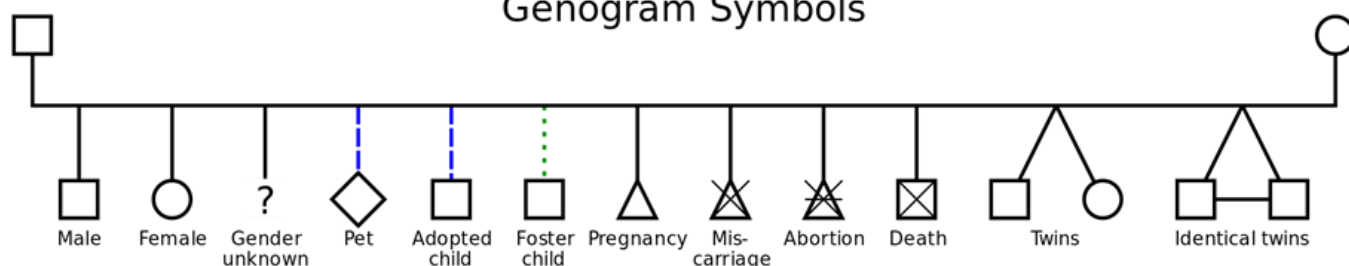 Genogram Symbols
?
Male Female Gender unknown Pet Adopted child Foster child Pregnancy Mis-carriage Abortion Death Twins Identical twins